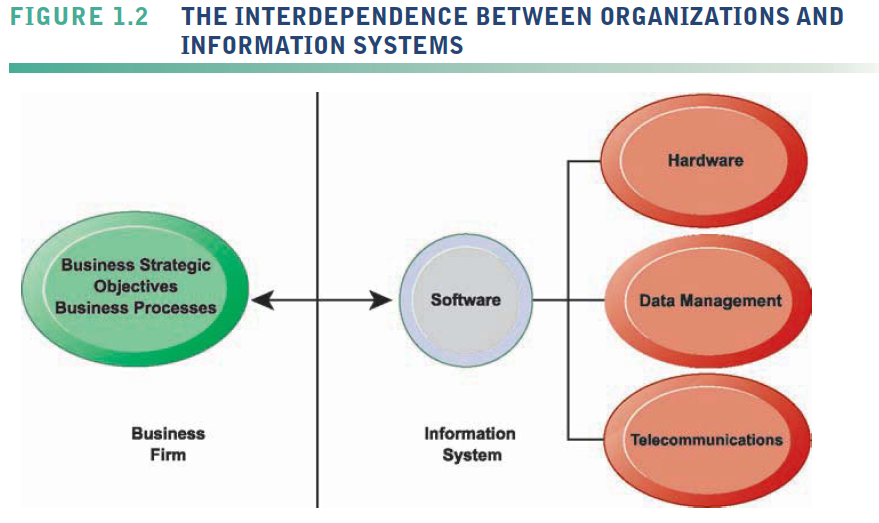 FIGURE 1.2 THE INTERDEPENDENCE BETWEEN ORGANIZATIONS AND
INFORMATION SYSTEMS
Business Strategic
Objectives
Business Processes
Business
Firm
Software
Information
System
Hardware
Data Management
Telecommunications